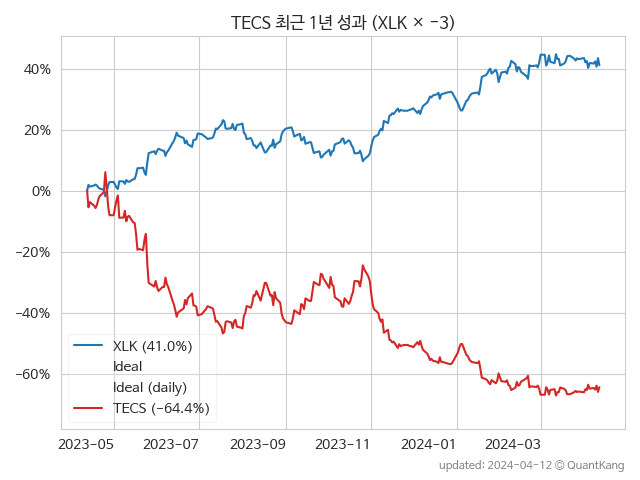 TECS 최근 1년 성과 (XLK × −3)
40%
20%
0%
−20%
−40%
−60%
XLK (41.0%)
Ideal
Ideal (daily)
TECS (−64.4%)
2023-05
2023-07
2023-09
2023-11
2024-01
2024-03
updated: 2024-04-12 © QuantKang